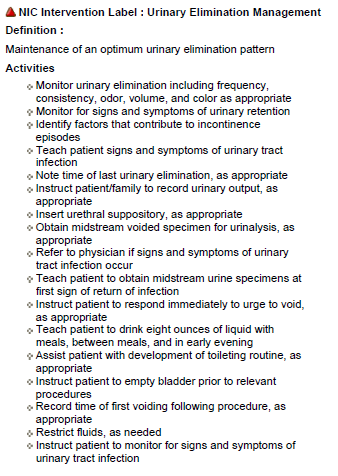 NIC Intervention Label : Urinary Elimination Management
Definition :
Maintenance of an optimum urinary elimination pattern
Activities
Monitor urinary elimination including frequency,
consistency, odor, volume, and color as appropriate
Monitor for signs and symptoms of urinary retention
Identify factors that contribute to incontinence
episodes
Teach patient signs and symptoms of urinary tract
infection
Note time of last urinary elimination, as appropriate
Instruct patient/family to record urinary output, as
appropriate
Insert urethral suppository, as appropriate
Obtain midstream voided specimen for urinalysis, as
appropriate
Refer to physician if signs and symptoms of urinary
tract infection occur
Teach patient to obtain midstream urine specimens at
first sign of return of infection
Instruct patient to respond immediately to urge to void,
as appropriate
Teach patient to drink eight ounces of liquid with
meals, between meals, and in early evening
Assist patient with development of toileting routine, as
appropriate
Instruct patient to empty bladder prior to relevant
procedures
Record time of first voiding following procedure, as
appropriate
Restrict fluids, as needed
Instruct patient to monitor for signs and symptoms of
urinary tract infection